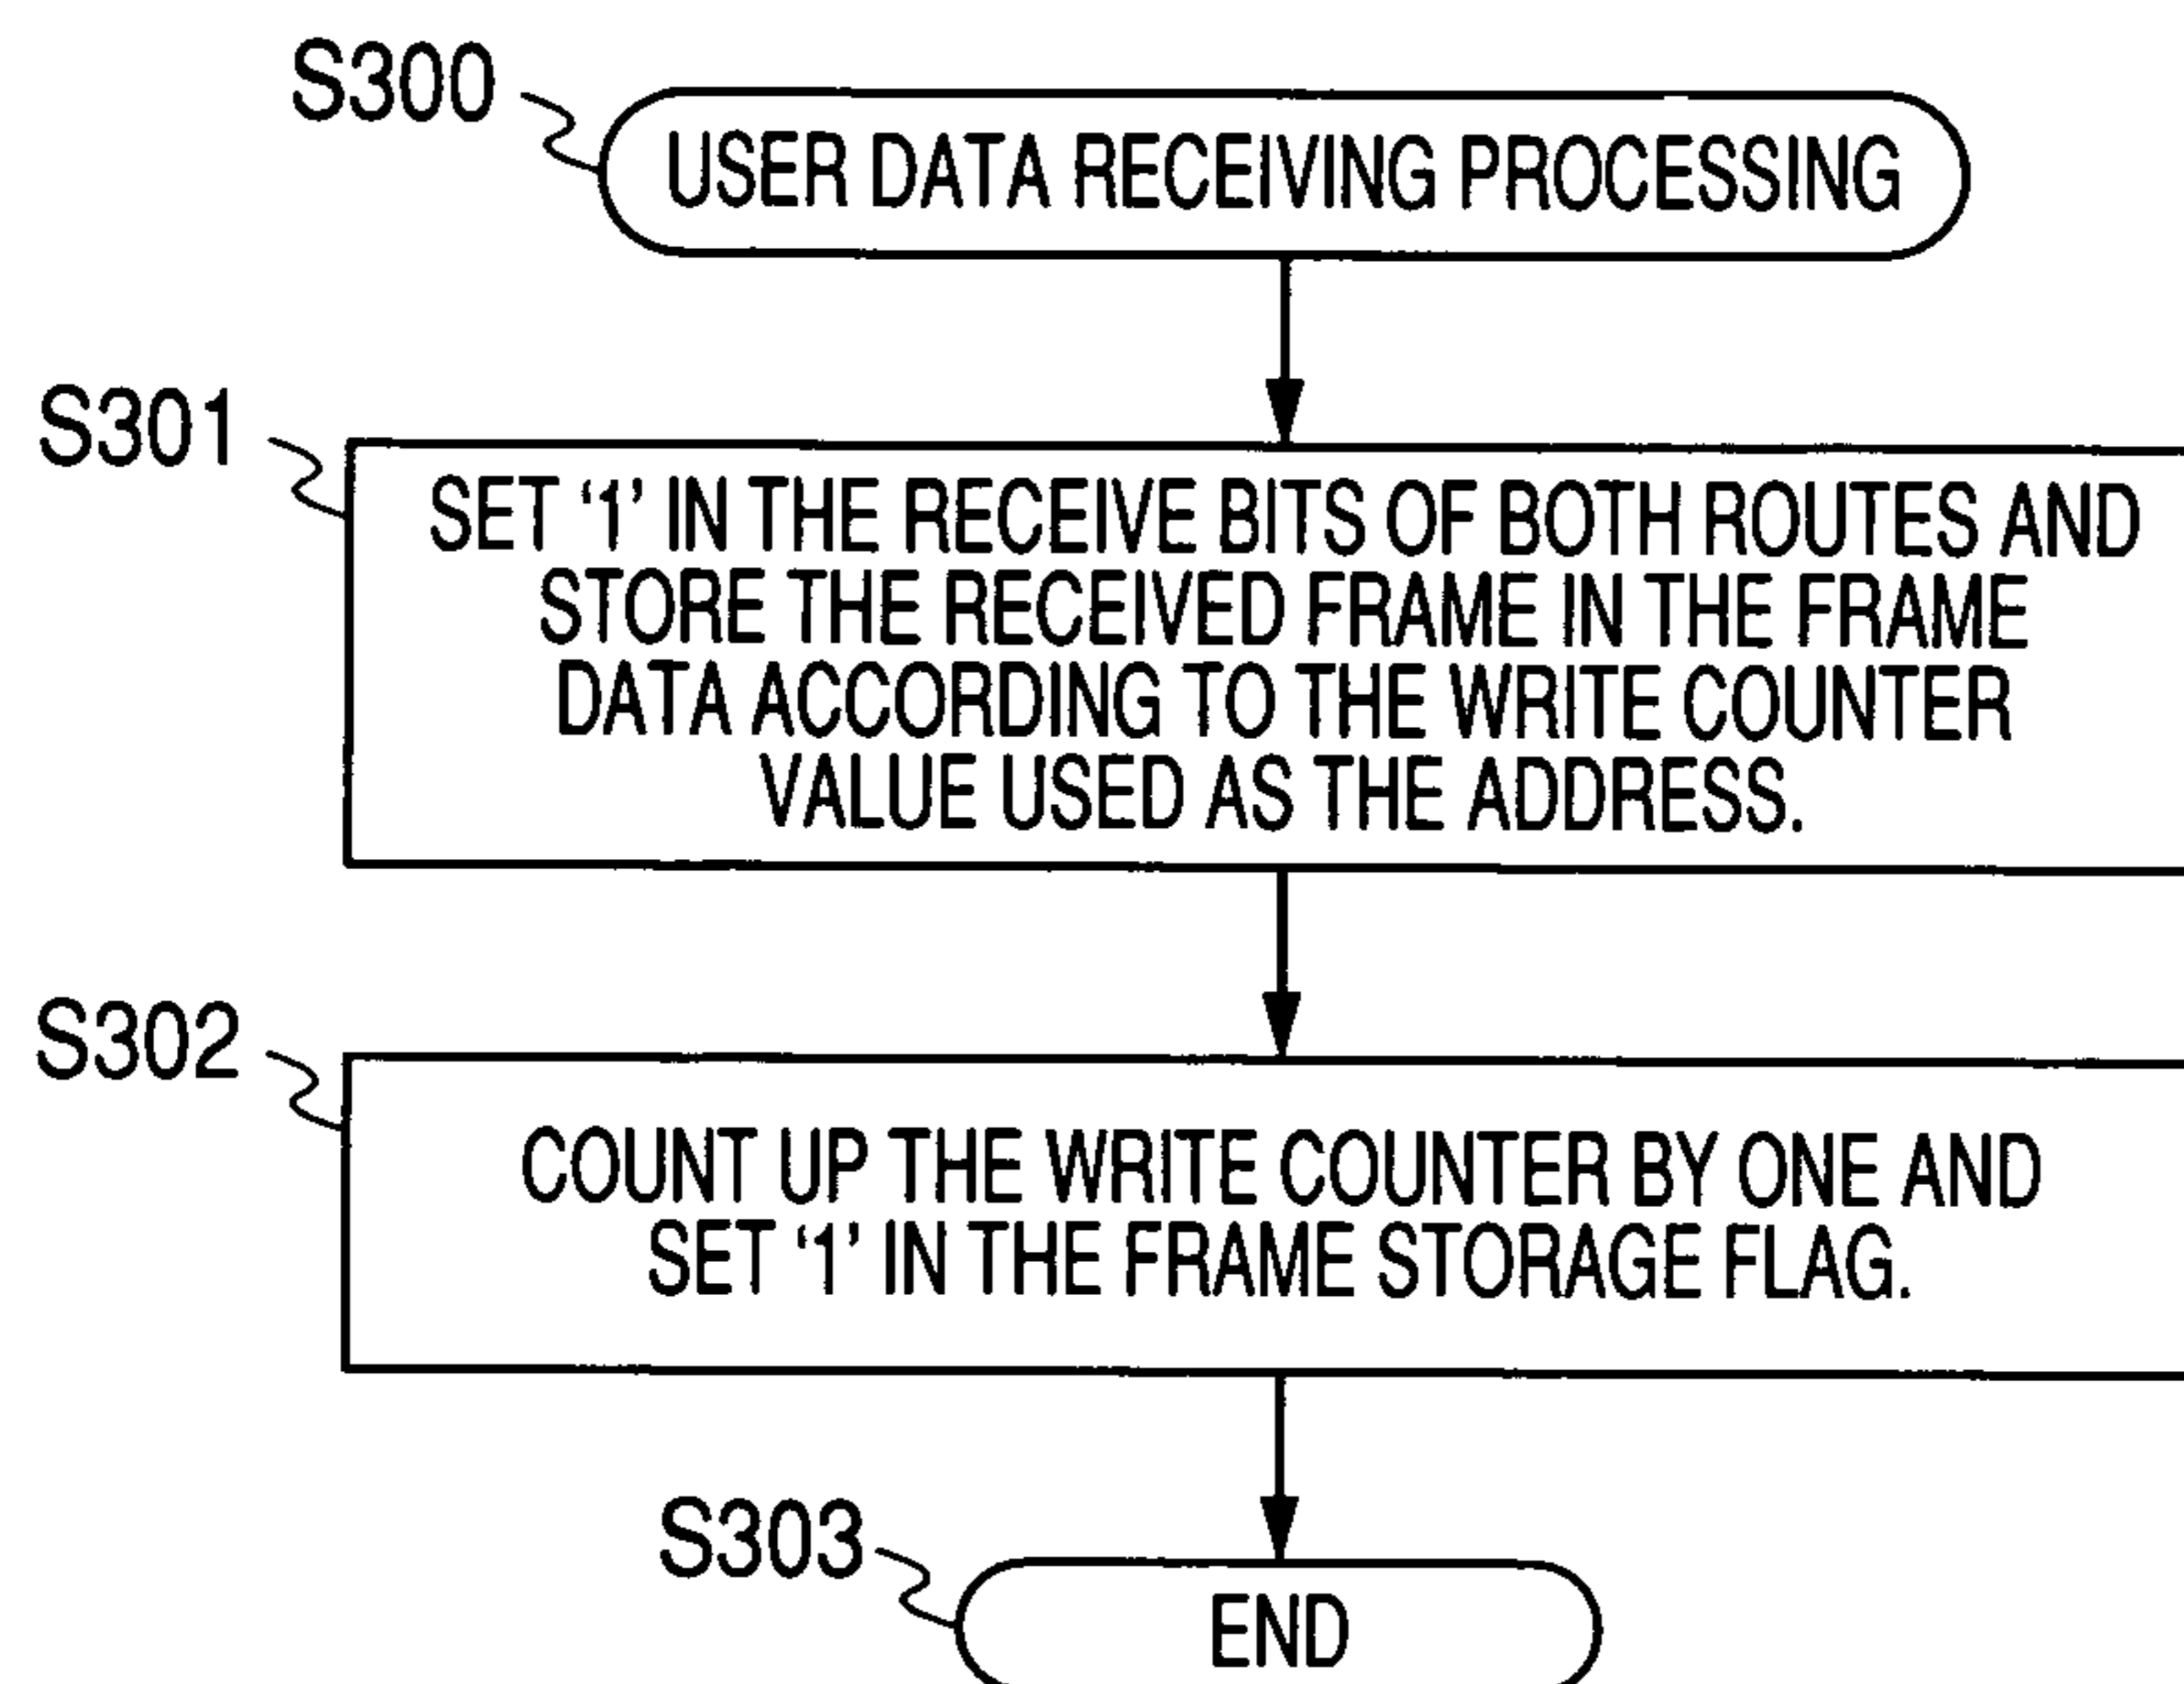 S300
USER DATA RECEIVING PROCESSING
S301
SET ‘1’ IN THE RECEIVE BITS OF BOTH ROUTES AND
STORE THE RECEIVED FRAME IN THE FRAME
DATA ACCORDING TO THE WRITE COUNTER
VALUE USED AS THE ADDRESS.
S302
COUNT UP THE WRITE COUNTER BY ONE AND
SET ‘1’ IN THE FRAME STORAGE FLAG.
S303
END